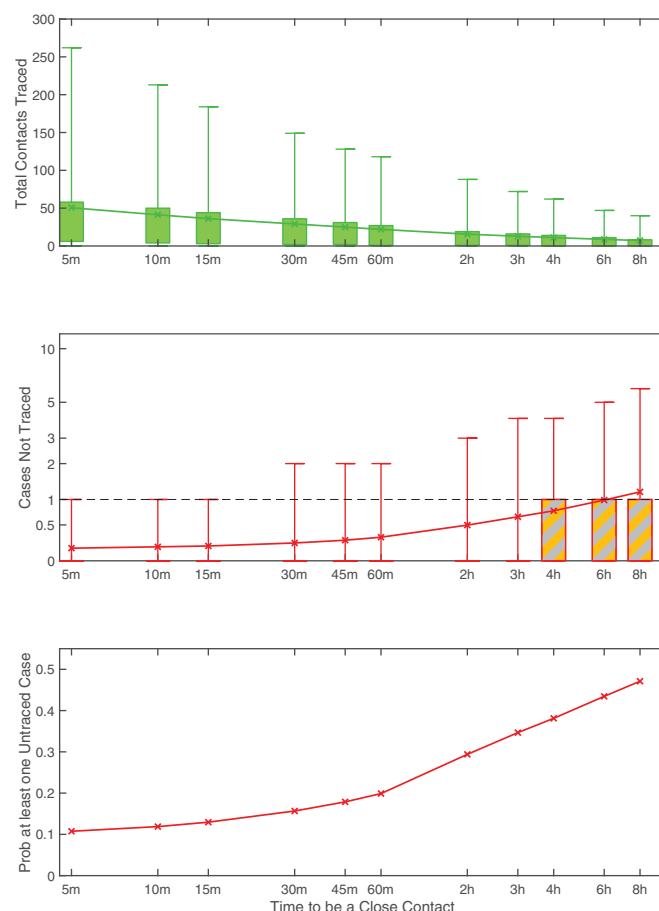 Total Contacts Traced
300
250
200
150
100
50
0
5m 10m 15m 30m 45m 60m 2h 3h 4h 6h 8h
Cases Not Traced
10
5
3
2
1
0.5
0
5m 10m 15m 30m 45m 60m 2h 3h 4h 6h 8h
Prob at least one Untraced Case
0.5
0.4
0.3
0.2
0.1
0
5m 10m 15m 30m 45m 60m 2h 3h 4h 6h 8h
Time to be a Close Contact